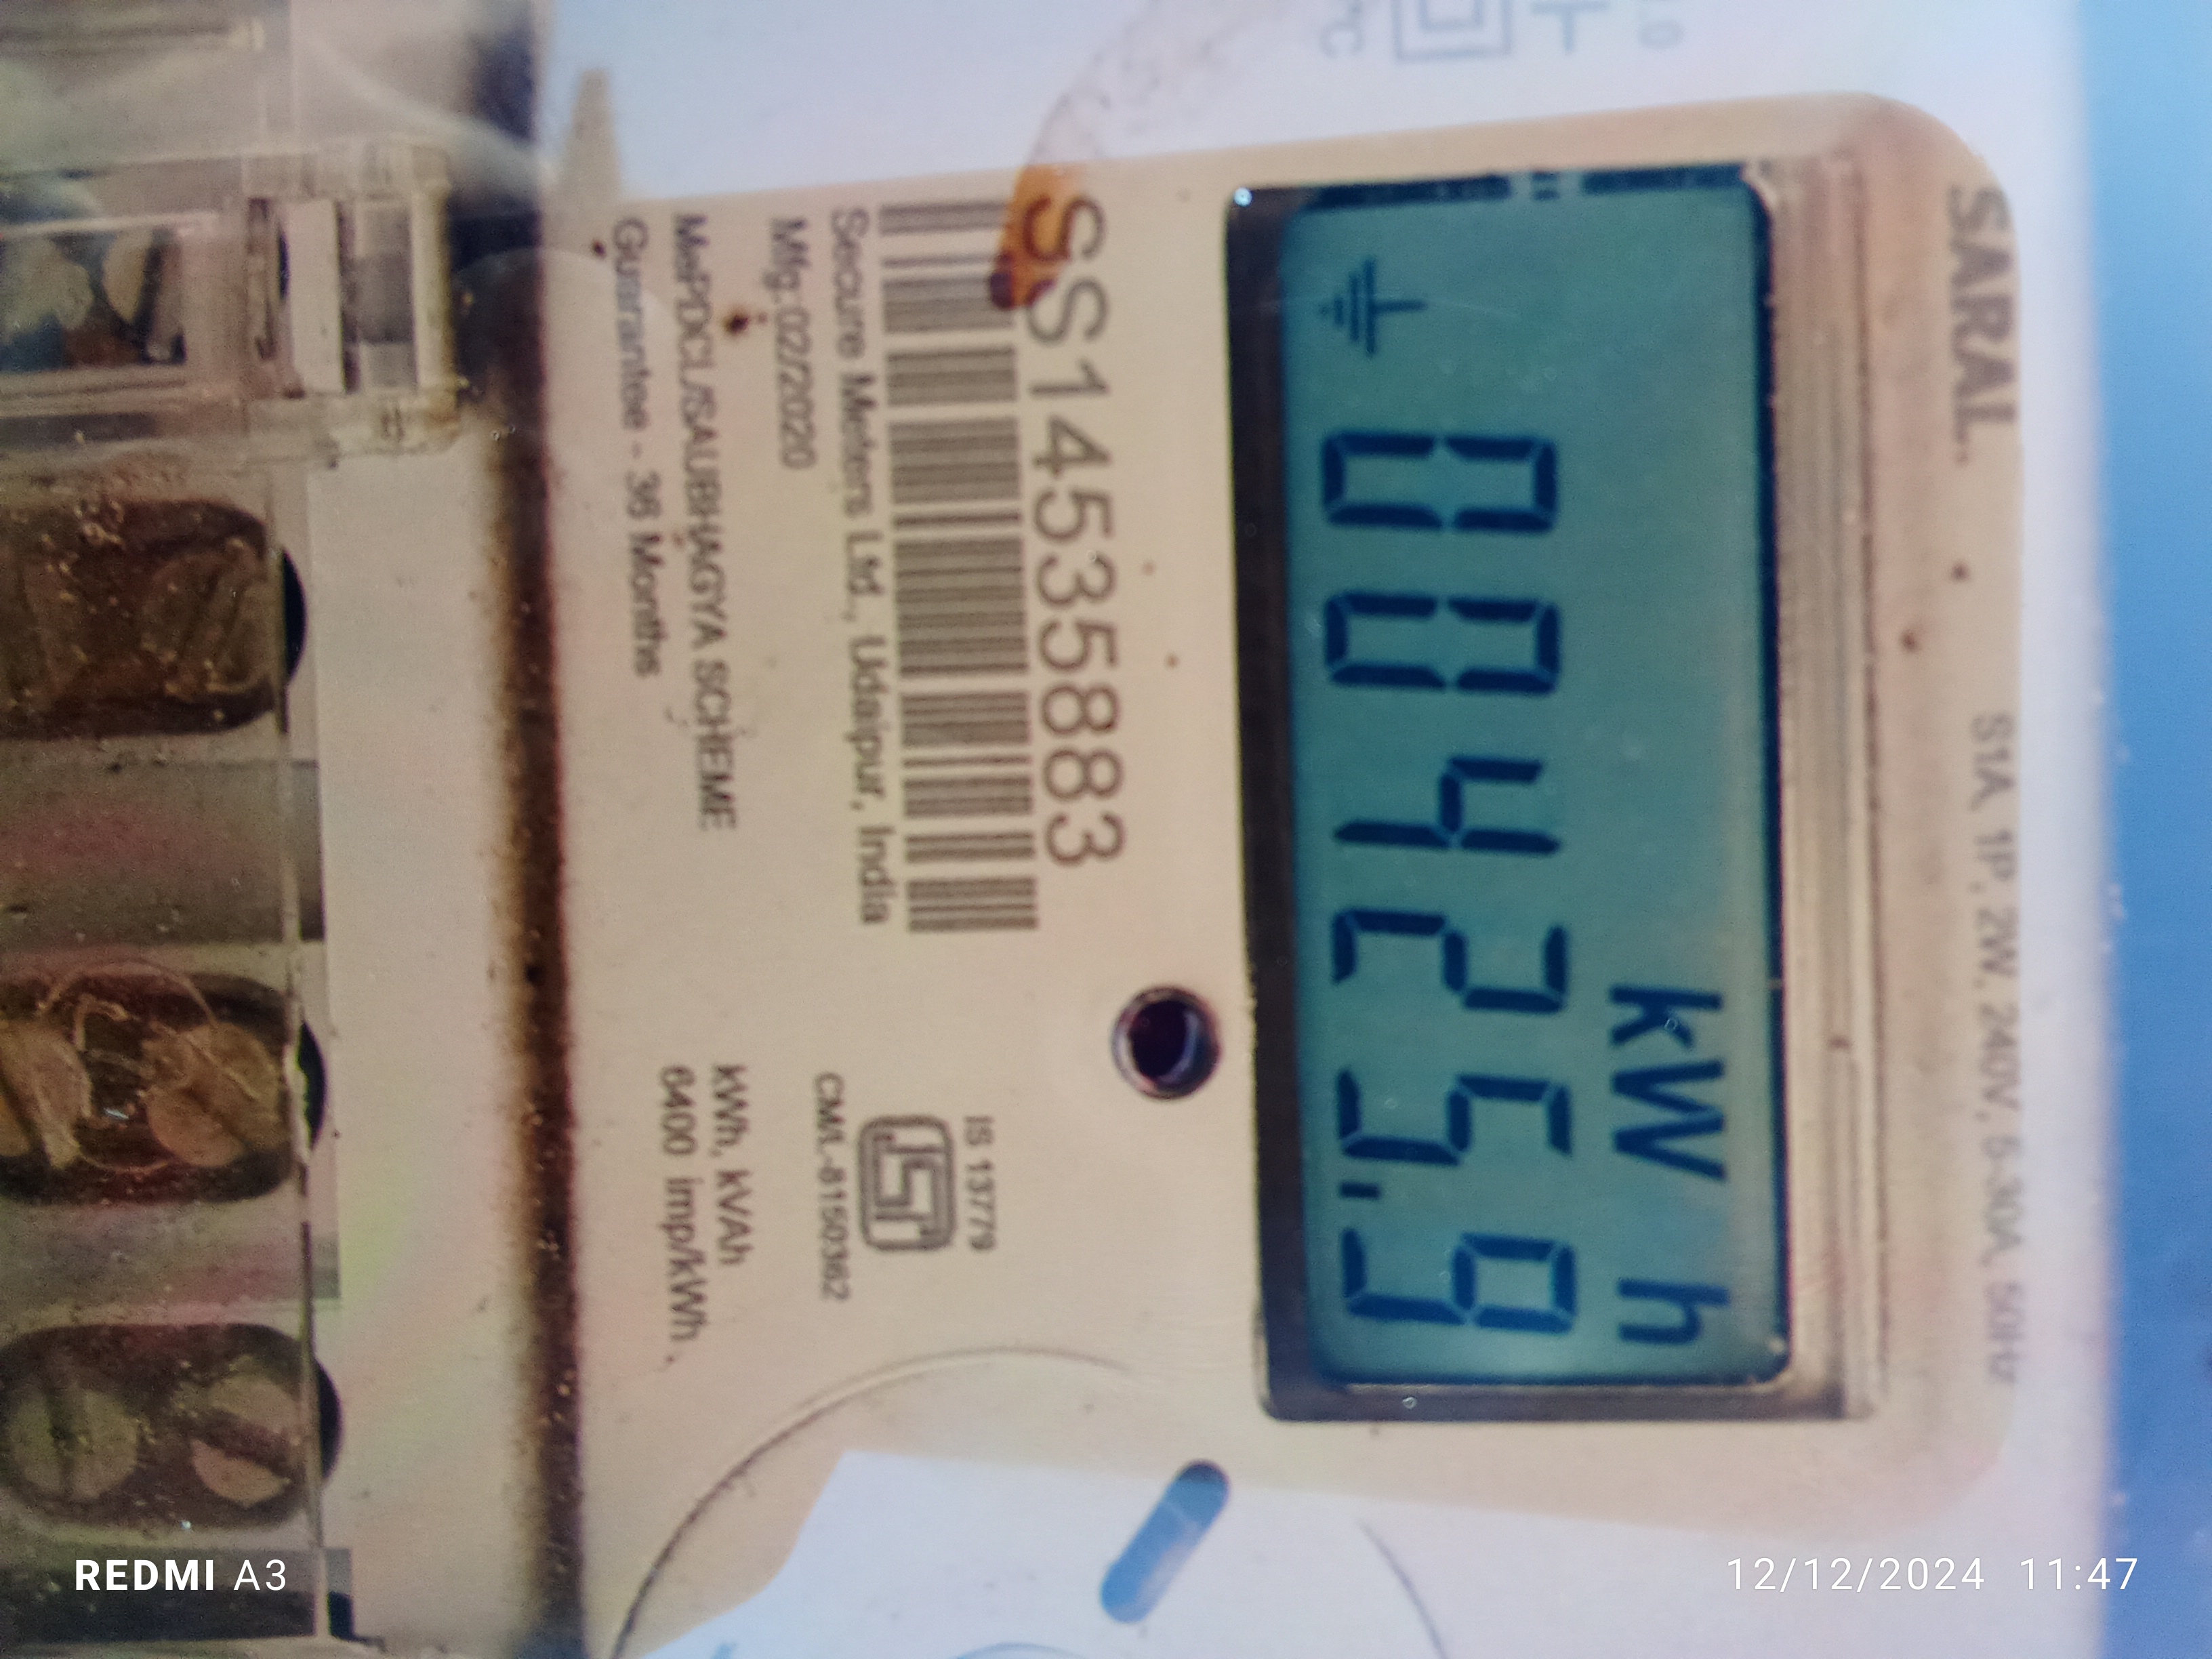 SARAL
S1A, 1P, 2W, 240V, 5-30A, 50Hz
kWh
00425.9
SS14535883
Secure Meters Ltd., Udaipur, India
Mfg:02/2020
MePDCL/SAUBHAGYA SCHEME
Guarantee - 36 Months
IS 13779
CM/L-8150362
kWh, kVAh
6400 imp/kWh
REDMI A3
12/12/2024 11:47